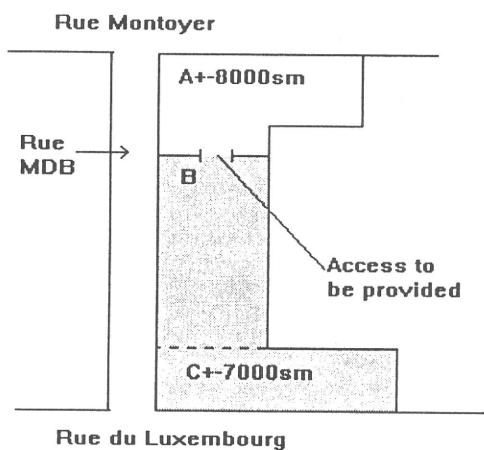 Rue Montoyer
A+-8000sm
Rue
MDB
B
Access to
be provided
C+-7000sm
Rue du Luxembourg